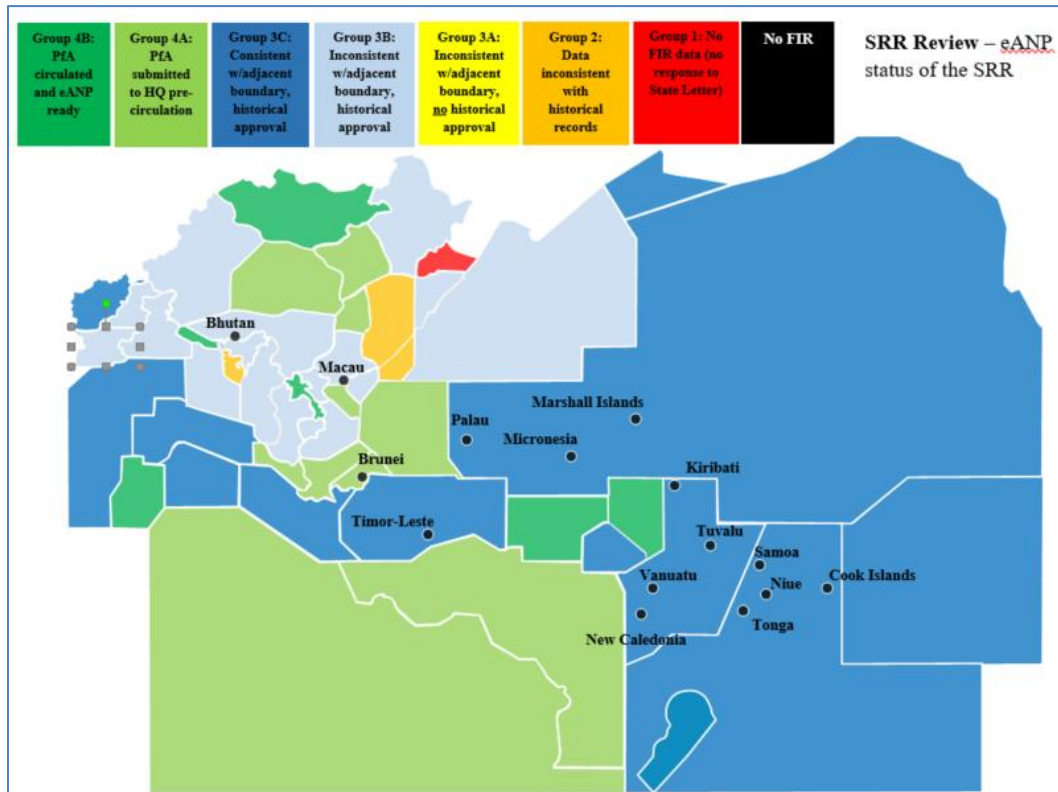 Group 4B:
PfA
circulated
and eANP
ready
Group 4A:
PfA
submitted
to HQ pre-
circulation
Group 3C:
Consistent
w/adjacent
boundary,
historical
approval
Group 3B:
Inconsistent
w/adjacent
boundary,
historical
approval
Group 3A:
Inconsistent
w/adjacent
boundary,
no historical
approval
Group 2:
Data
inconsistent
with
historical
records
Group 1: No
FIR data (no
response to
State Letter)
No FIR
SRR Review – eANP
status of the SRR
Bhutan
Macau
Marshall Islands
Palau
Micronesia
Brunei
Kiribati
Timor-Leste
Tuvalu
Samoa
Vanuatu
Niue
Cook Islands
Tonga
New Caledonia